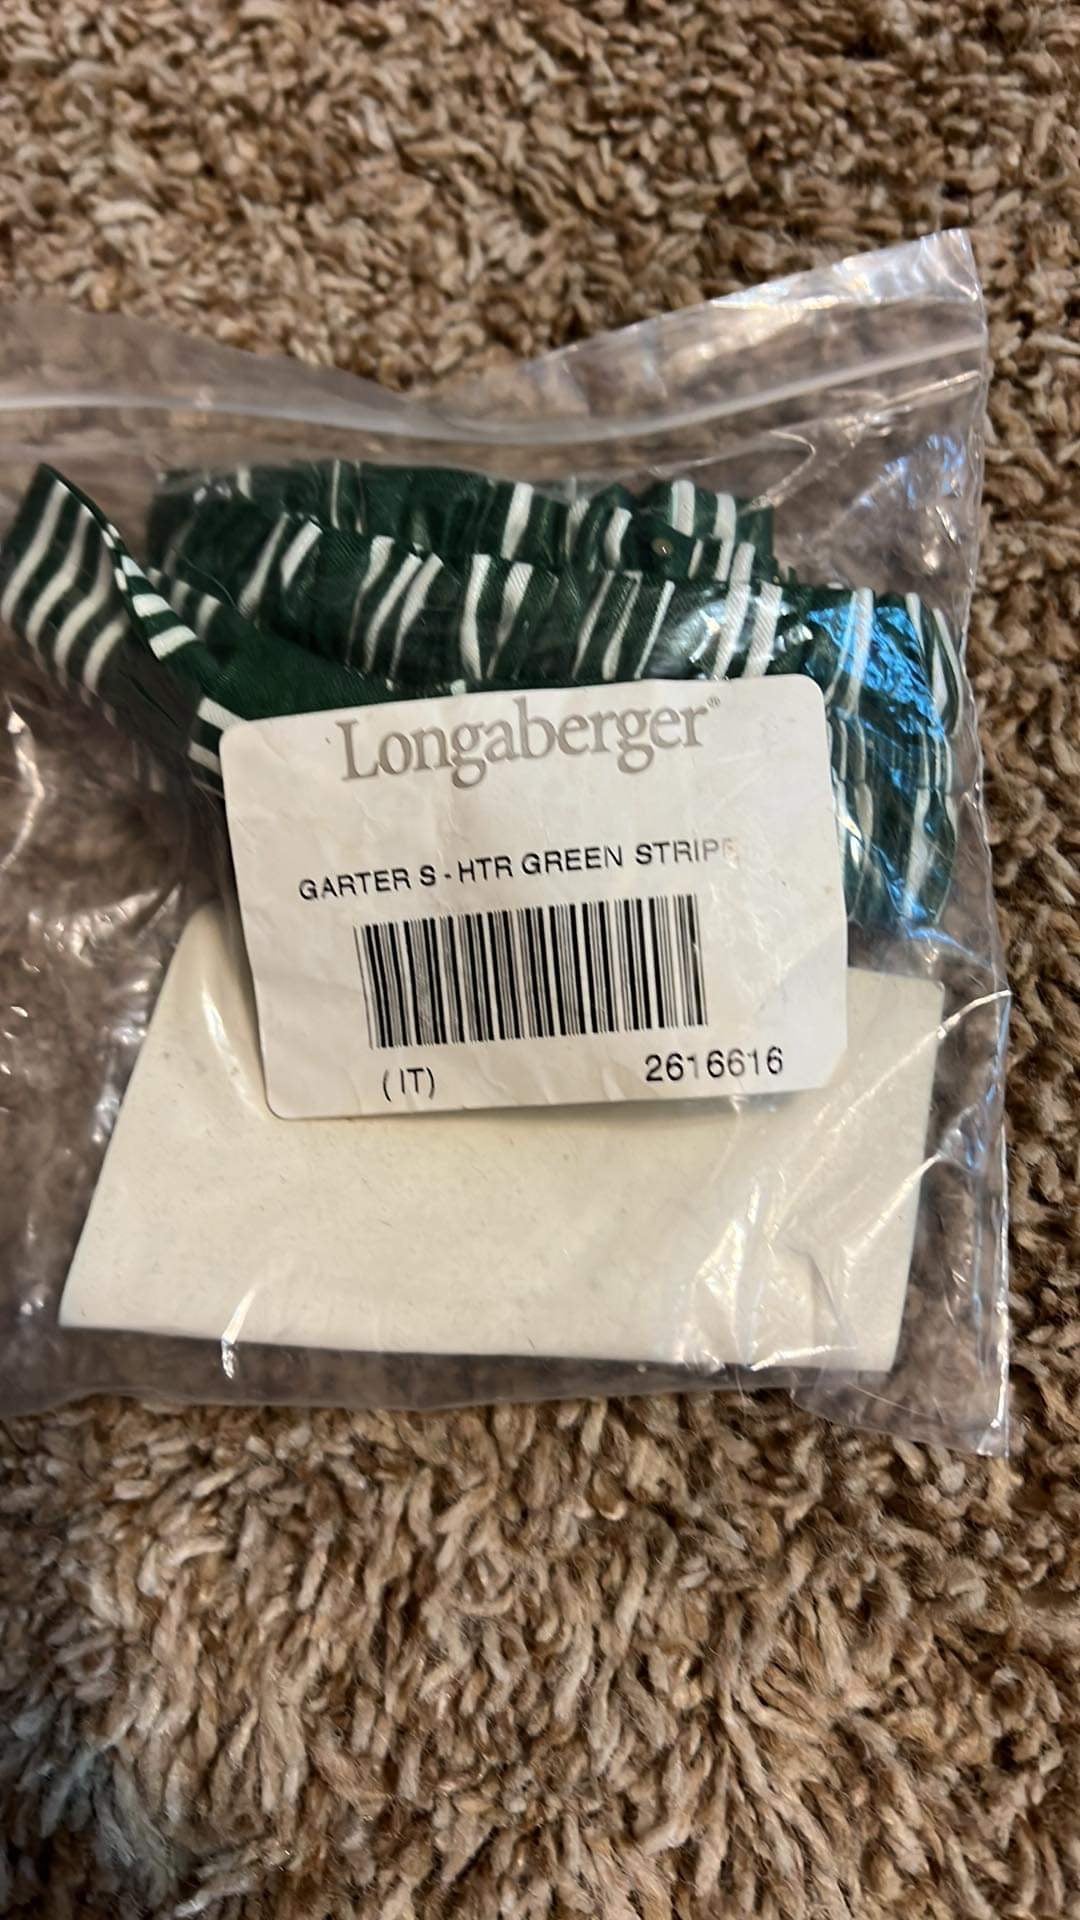 Longaberger®
GARTER S - HTR GREEN STRIPE
(IT)
2616616